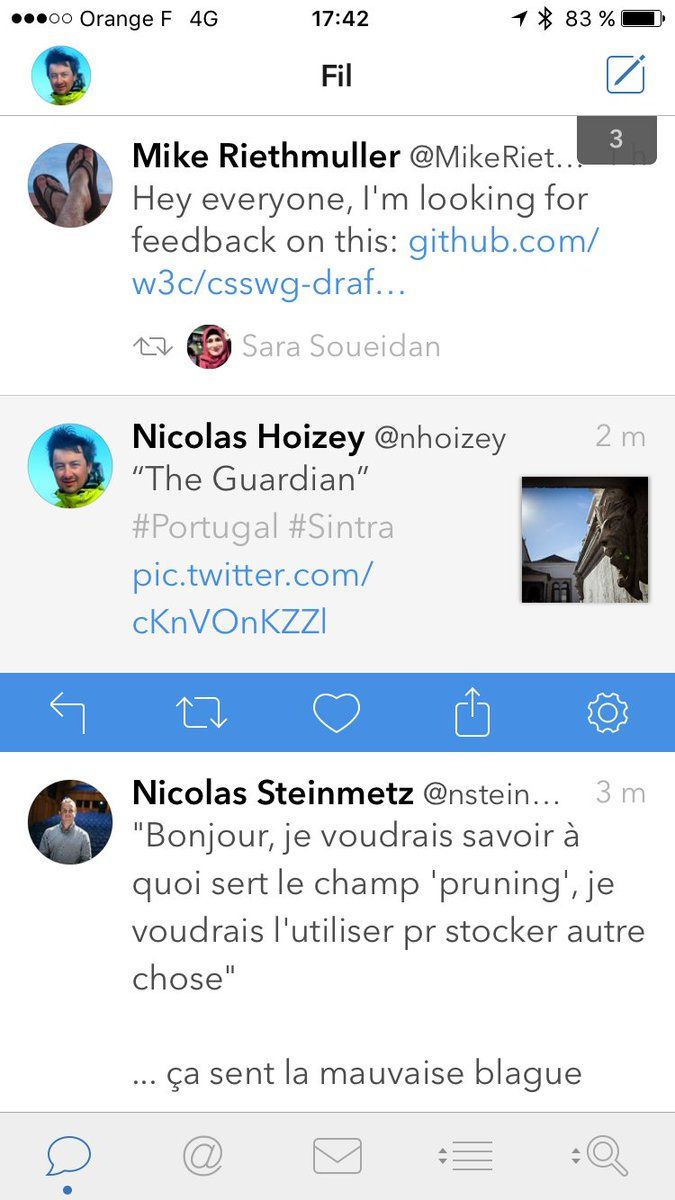 Orange F 4G 17:42 83 %
Fil
3
Mike Riethmuller @MikeRiet… 1 h
Hey everyone, I'm looking for
feedback on this: github.com/
w3c/csswg-draf…
Sara Soueidan
Nicolas Hoizey @nhoizey 2 m
“The Guardian”
#Portugal #Sintra
pic.twitter.com/
cKnVOnKZZl
Nicolas Steinmetz @nstein… 3 m
"Bonjour, je voudrais savoir à
quoi sert le champ 'pruning', je
voudrais l'utiliser pr stocker autre
chose"
... ça sent la mauvaise blague